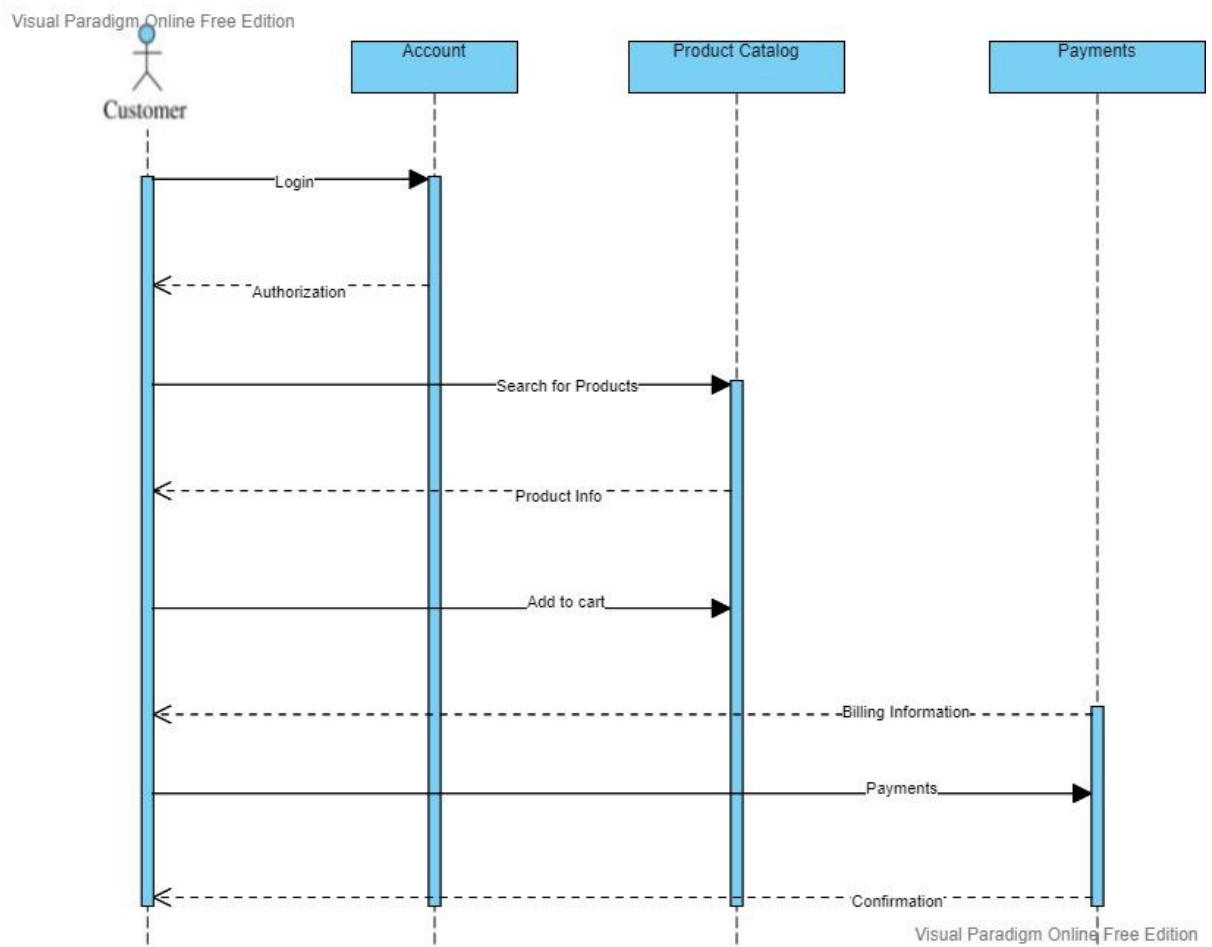 Visual Paradigm Online Free Edition
Customer
Account
Product Catalog
Payments
Login
Authorization
Search for Products
Product Info
Add to cart
Billing Information
Payments
Confirmation
Visual Paradigm Online Free Edition